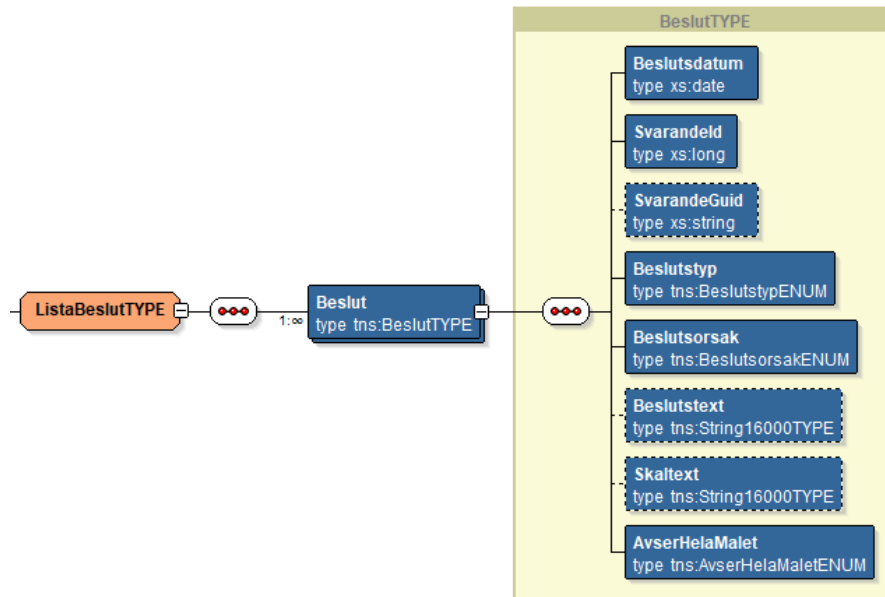 BeslutTYPE
Beslutsdatum
type xs:date
SvarandeId
type xs:long
SvarandeGuid
type xs:string
ListaBeslutTYPE
1:∞
Beslut
type tns:BeslutTYPE
Beslutstyp
type tns:BeslutstypENUM
Beslutsorsak
type tns:BeslutsorsakENUM
Beslutstext
type tns:String16000TYPE
Skaltext
type tns:String16000TYPE
AvserHelaMalet
type tns:AvserHelaMaletENUM